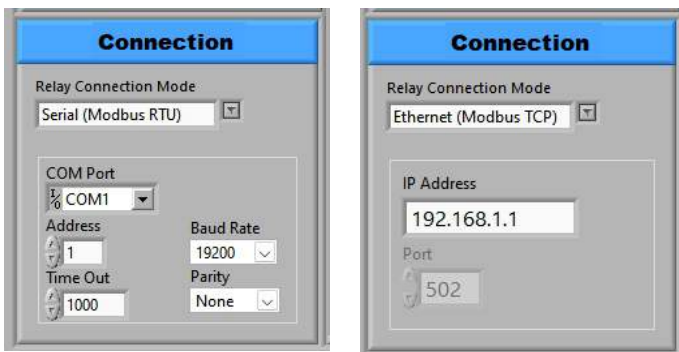 Connection
Relay Connection Mode
Serial (Modbus RTU)
COM Port
I/O COM1
Address
Baud Rate
1
19200
Time Out
Parity
1000
None
Connection
Relay Connection Mode
Ethernet (Modbus TCP)
IP Address
192.168.1.1
Port
502